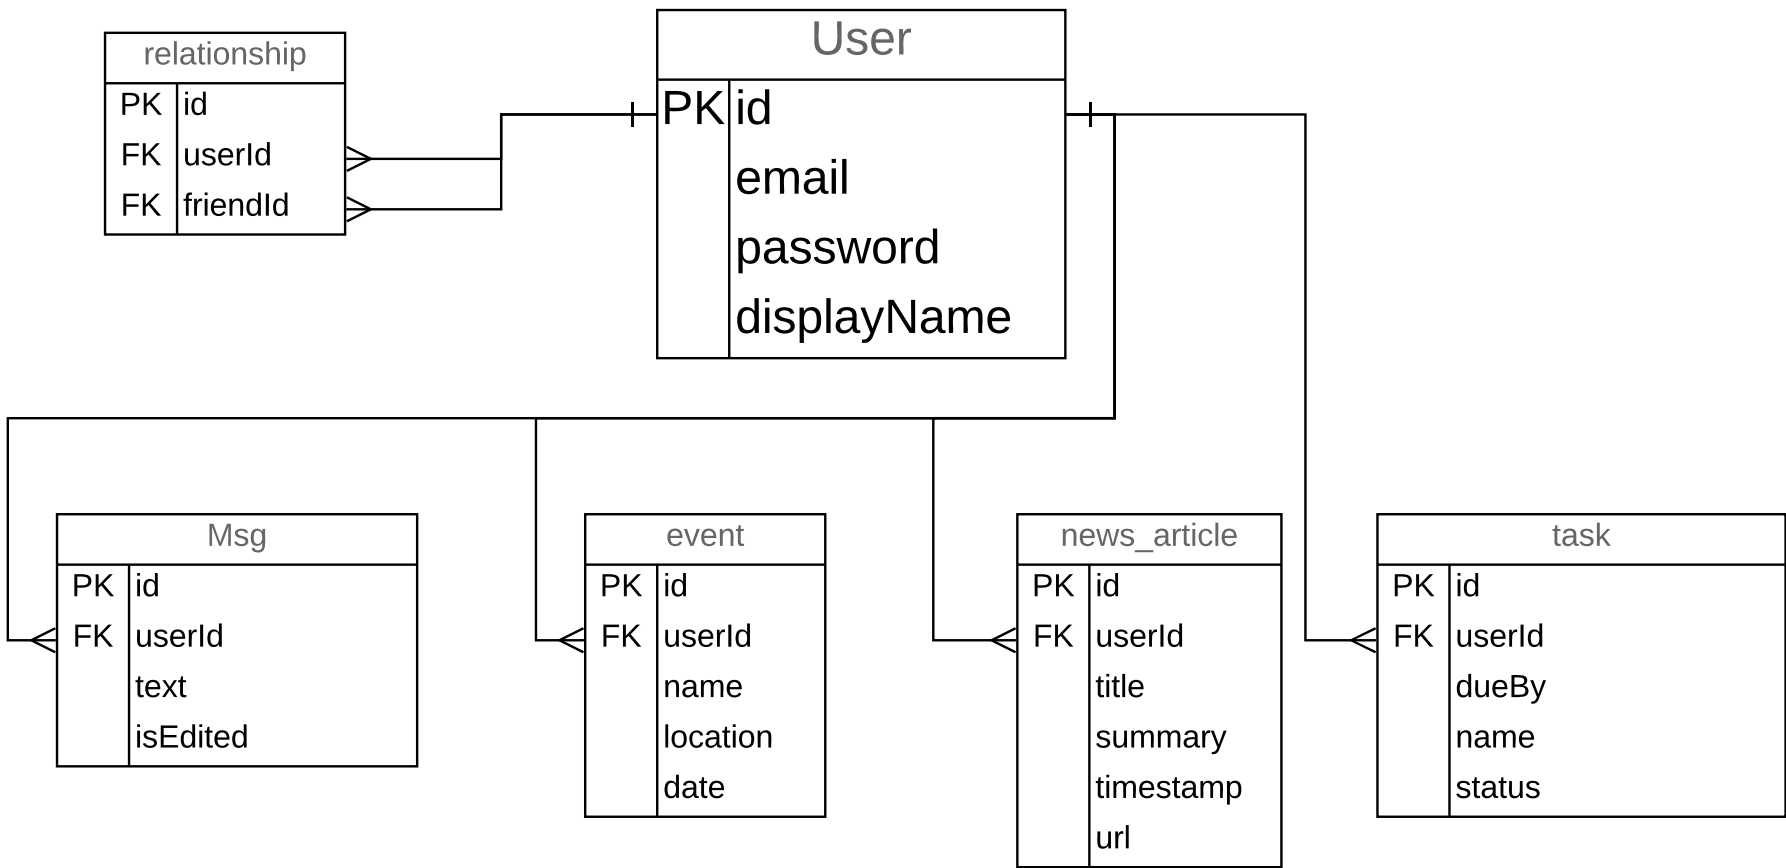 relationship
PK id
FK userId
FK friendId
User
PK id
email
password
displayName
Msg
PK id
FK userId
text
isEdited
event
PK id
FK userId
name
location
date
news_article
PK id
FK userId
title
summary
timestamp
url
task
PK id
FK userId
dueBy
name
status